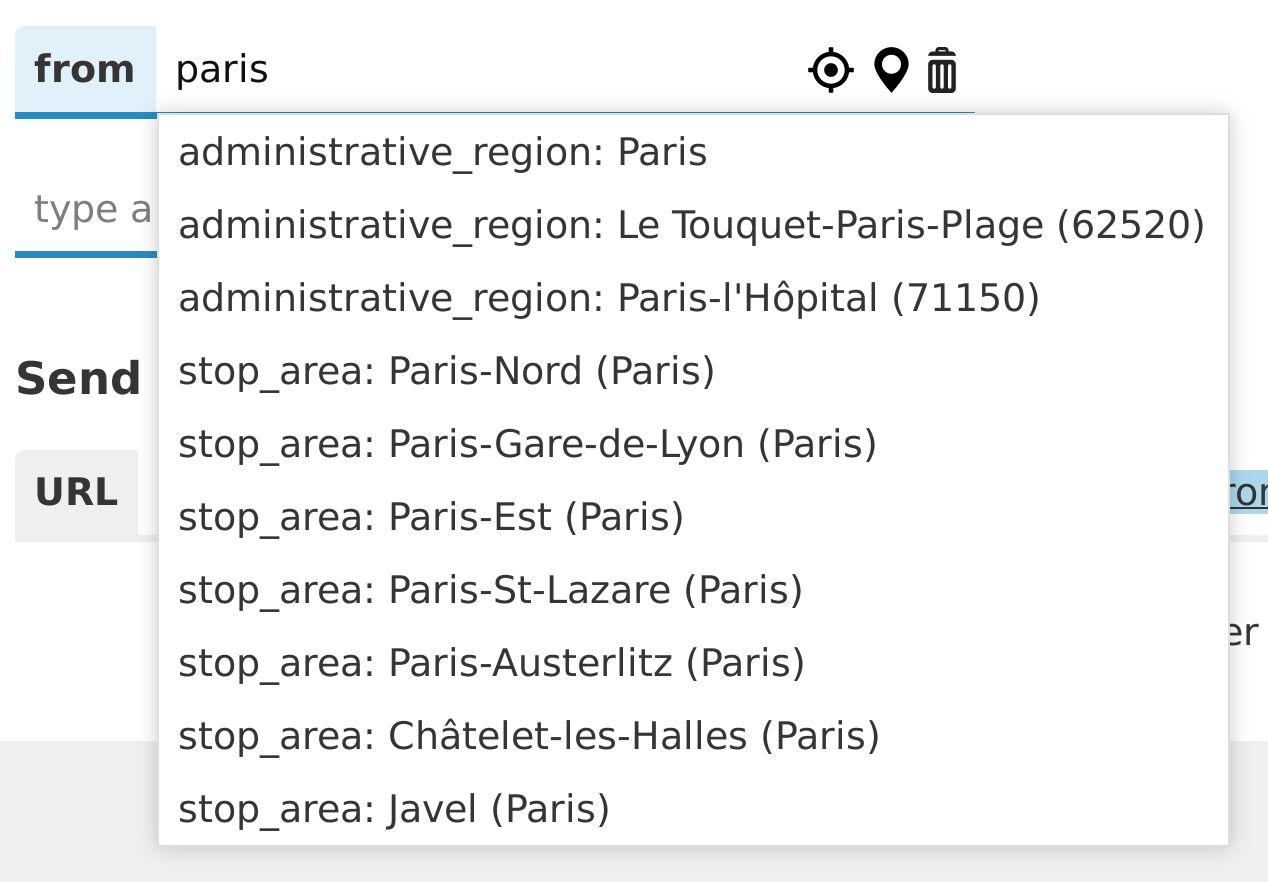 from paris
administrative_region: Paris
type a
administrative_region: Le Touquet-Paris-Plage (62520)
administrative_region: Paris-l'Hôpital (71150)
Send
stop_area: Paris-Nord (Paris)
stop_area: Paris-Gare-de-Lyon (Paris)
URL
stop_area: Paris-Est (Paris)
stop_area: Paris-St-Lazare (Paris)
stop_area: Paris-Austerlitz (Paris)
stop_area: Châtelet-les-Halles (Paris)
stop_area: Javel (Paris)